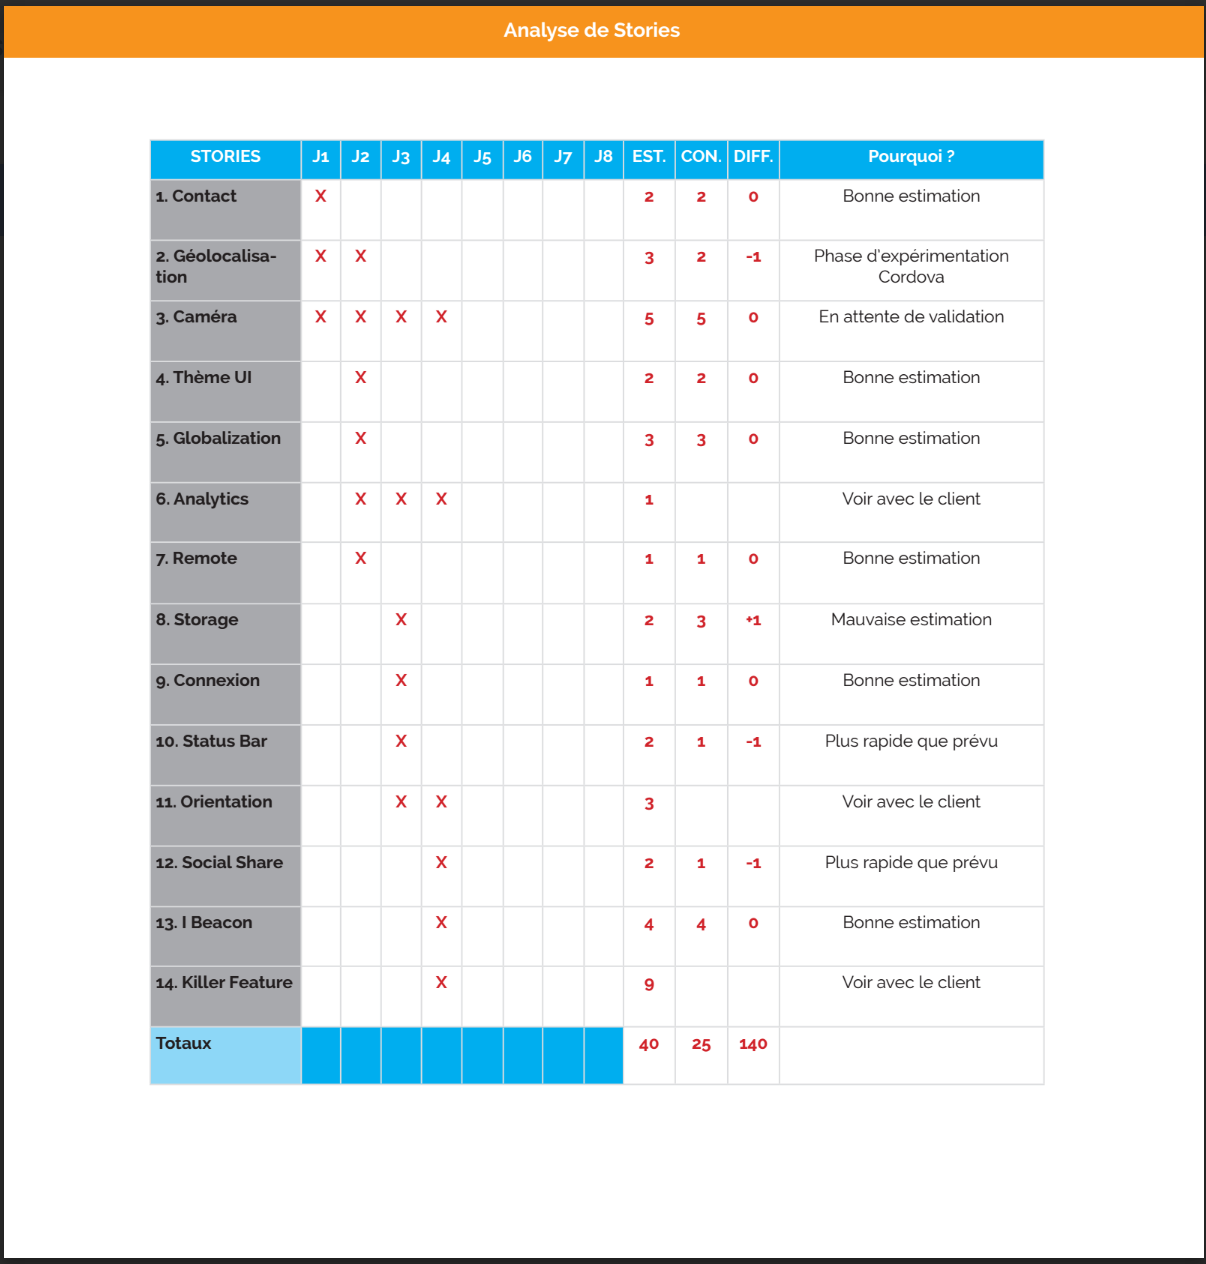 Analyse de Stories
STORIES J1 J2 J3 J4 J5 J6 J7 J8 EST. CON. DIFF. Pourquoi ?
1. Contact X 2 2 0 Bonne estimation
2. Géolocalisa- X X 3 2 -1 Phase d'expérimentation
tion Cordova
3. Caméra X X X X 5 5 0 En attente de validation
4. Thème UI X 2 2 0 Bonne estimation
5. Globalization X 3 3 0 Bonne estimation
6. Analytics X X X 1 Voir avec le client
7. Remote X 1 1 0 Bonne estimation
8. Storage X 2 3 +1 Mauvaise estimation
9. Connexion X 1 1 0 Bonne estimation
10. Status Bar X 2 1 -1 Plus rapide que prévu
11. Orientation X X 3 Voir avec le client
12. Social Share X 2 1 -1 Plus rapide que prévu
13. I Beacon X 4 4 0 Bonne estimation
14. Killer Feature X 9 Voir avec le client
Totaux 40 25 140